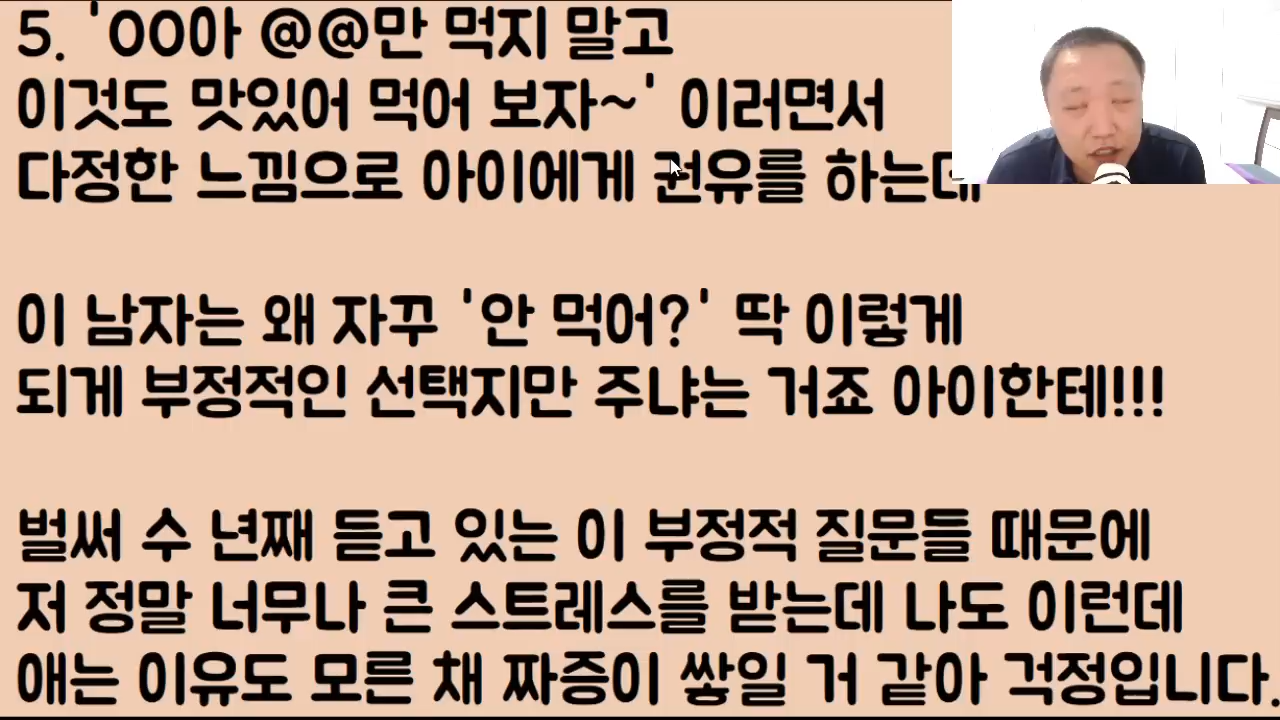 5. 'OO아 @@만 먹지 말고
이것도 맛있어 먹어 보자~' 이러면서
다정한 느낌으로 아이에게 권유를 하는데
이 남자는 왜 자꾸 '안 먹어?' 딱 이렇게
되게 부정적인 선택지만 주냐는 거죠 아이한테!!!
벌써 수 년째 듣고 있는 이 부정적 질문들 때문에
저 정말 너무나 큰 스트레스를 받는데 나도 이런데
애는 이유도 모른 채 짜증이 쌓일 거 같아 걱정입니다.